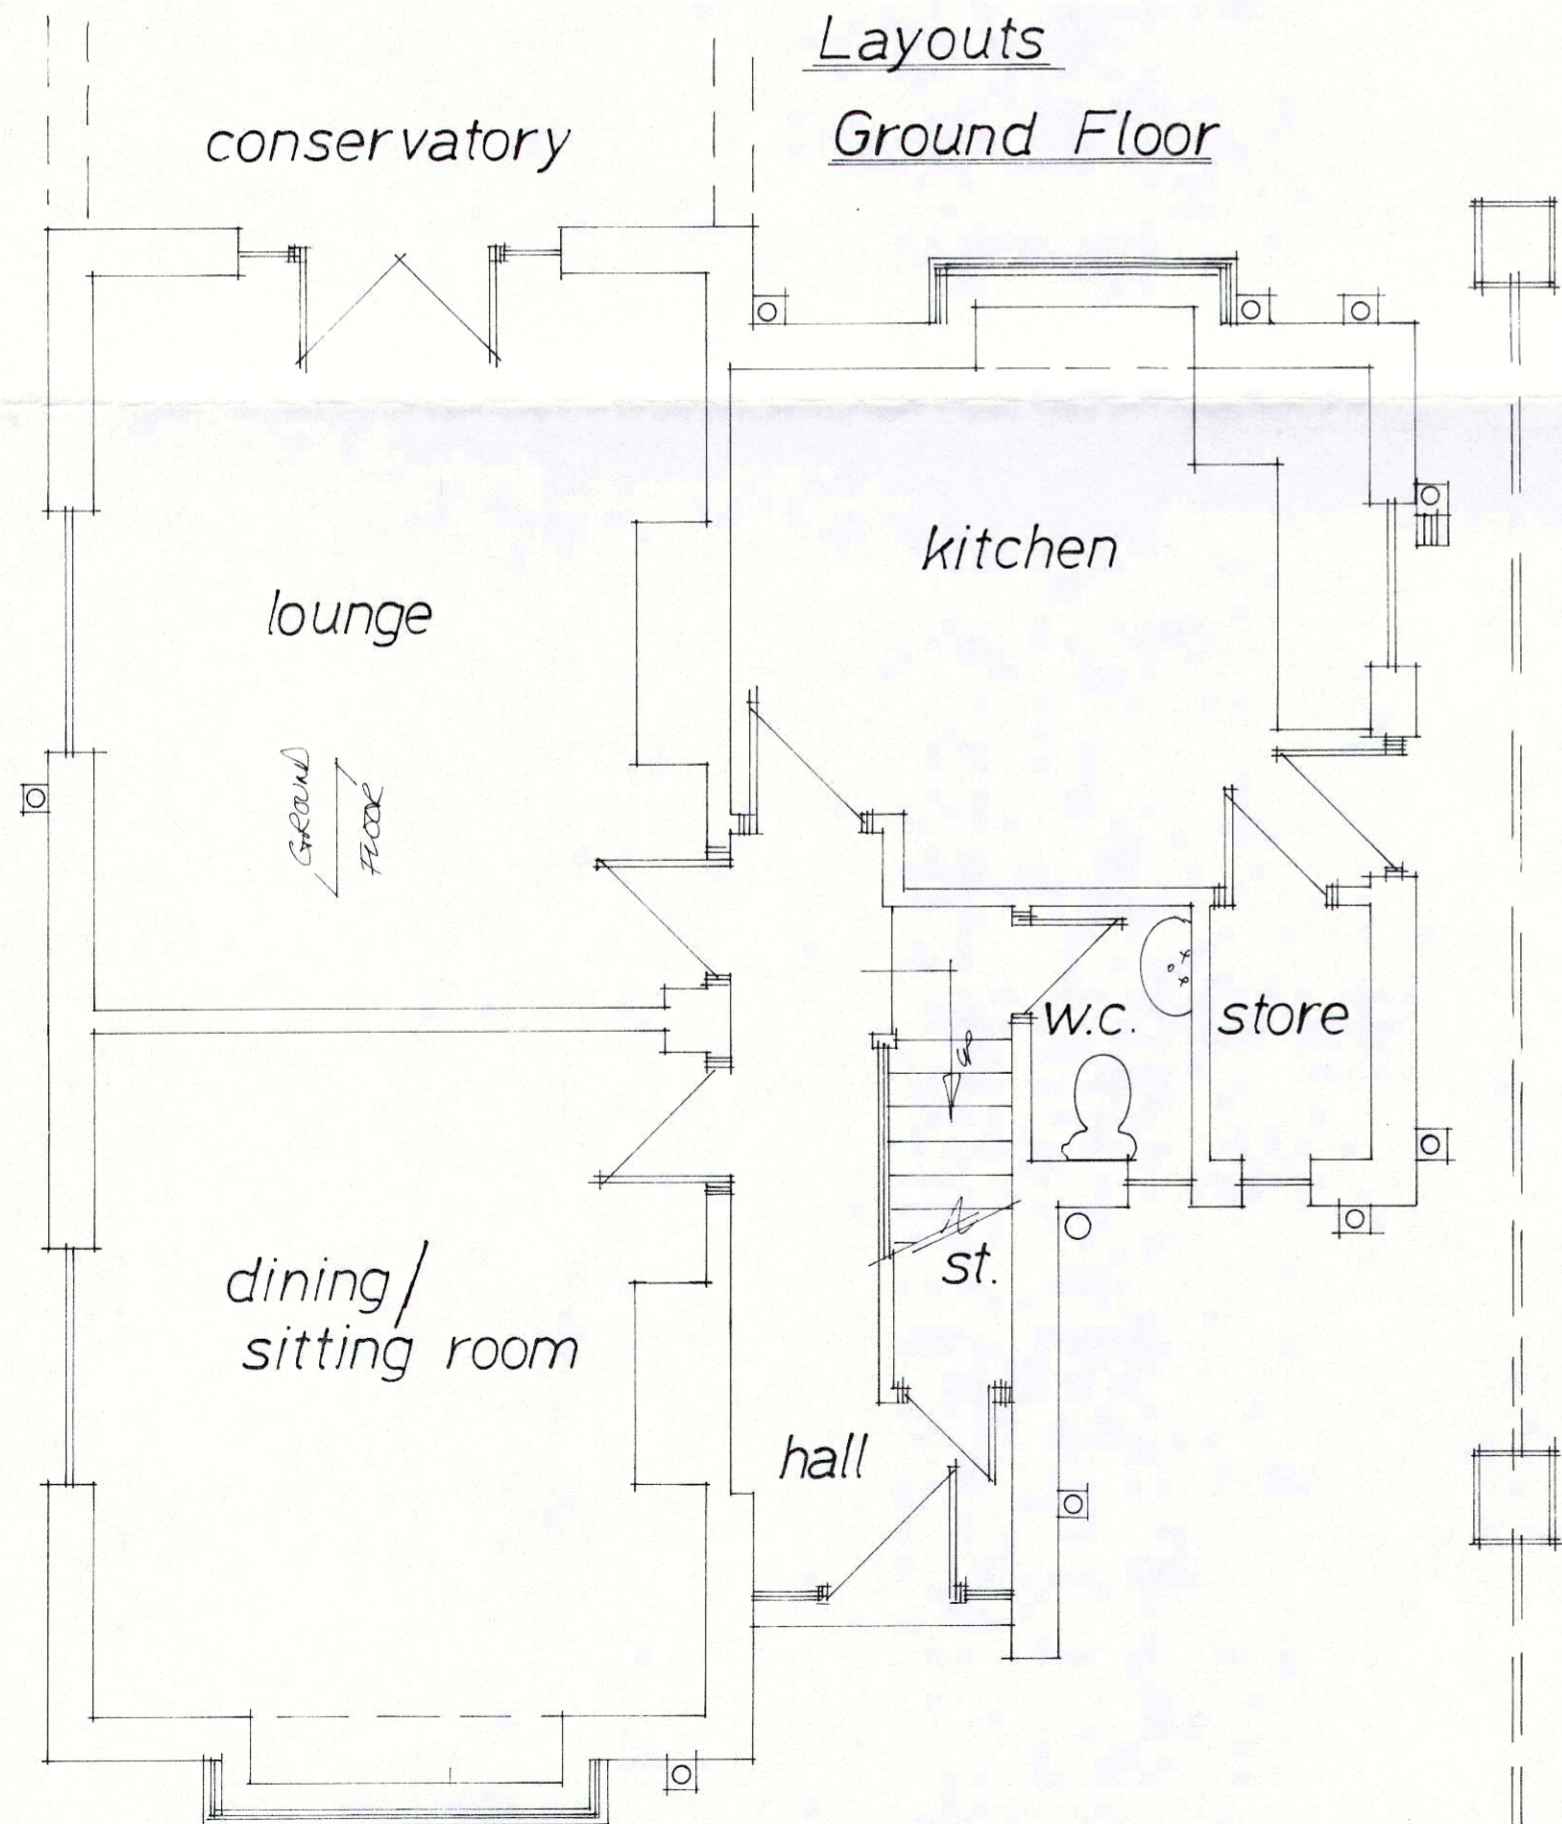 Layouts
Ground Floor
conservatory
kitchen
lounge
GROUND
FLOOR
w.c.
store
UP
st.
dining/
sitting room
hall